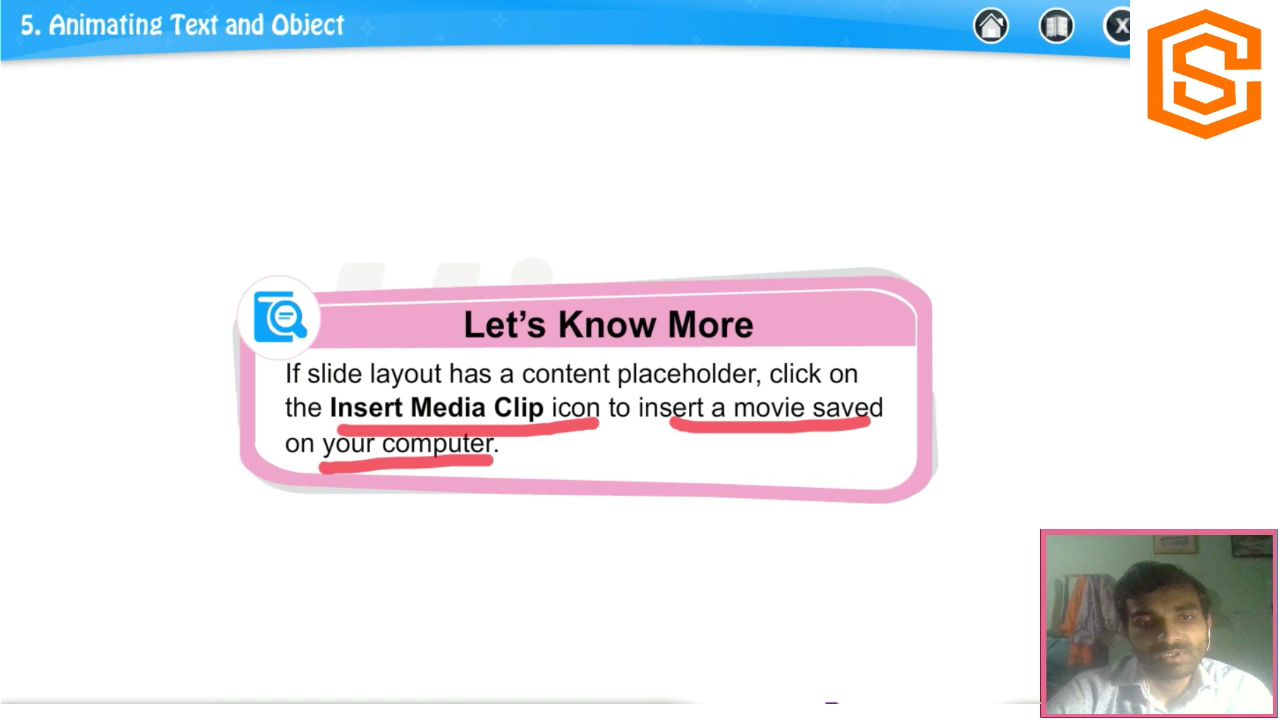 5. Animating Text and Object
X
Let's Know More
If slide layout has a content placeholder, click on
the Insert Media Clip icon to insert a movie saved
on your computer.